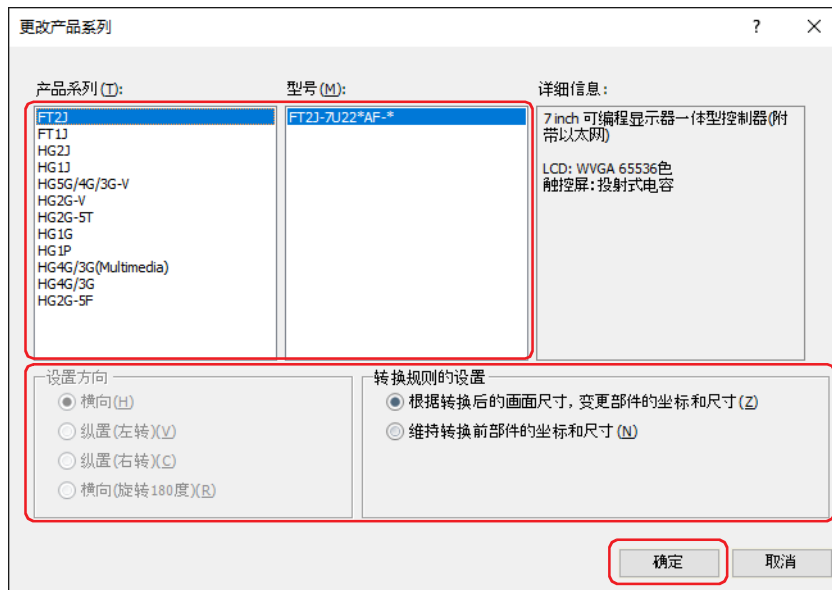 更改产品系列
产品系列(T):
型号(M):
详细信息:
FT2J
FT1J
HG2J
HG1J
HG5G/4G/3G-V
HG2G-V
HG2G-5T
HG1G
HG1P
HG4G/3G(Multimedia)
HG4G/3G
HG2G-5F
FT2J-7U22*AF-*
7 inch 可编程显示器一体型控制器(附
带以太网)
LCD: WVGA 65536色
触控屏:投射式电容
设置方向
横向(H)
纵置(左转)(V)
纵置(右转)(C)
横向(旋转180度)(R)
转换规则的设置
根据转换后的画面尺寸, 变更部件的坐标和尺寸(Z)
维持转换前部件的坐标和尺寸(N)
确定
取消